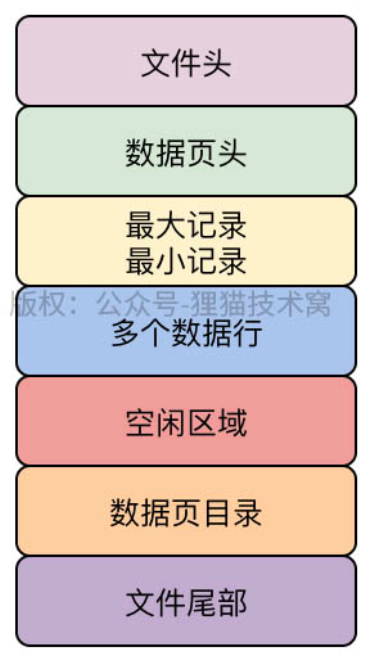 文件头
数据页头
最大记录
最小记录
版权：公众号-狸猫技术窝
多个数据行
空闲区域
数据页目录
文件尾部